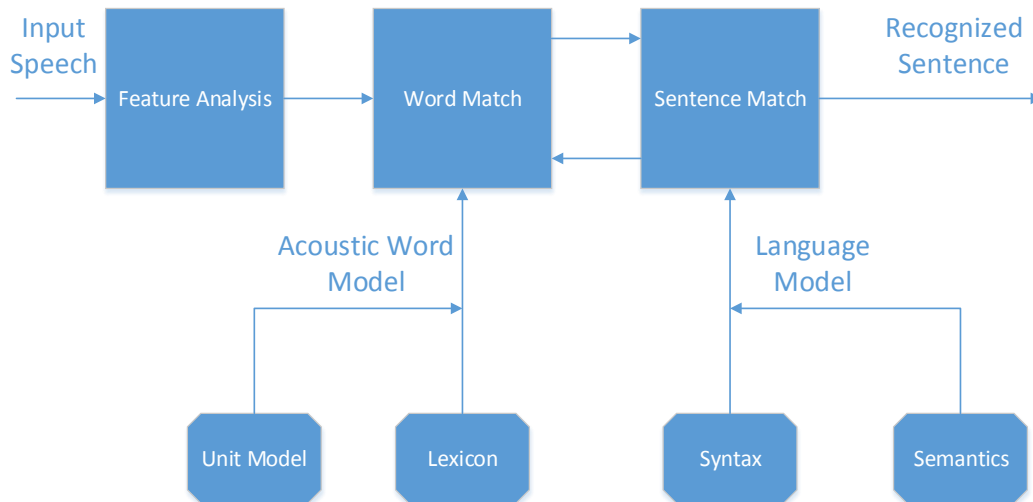 Input
Speech
Recognized
Sentence
Feature Analysis
Word Match
Sentence Match
Acoustic Word
Model
Language
Model
Unit Model
Lexicon
Syntax
Semantics